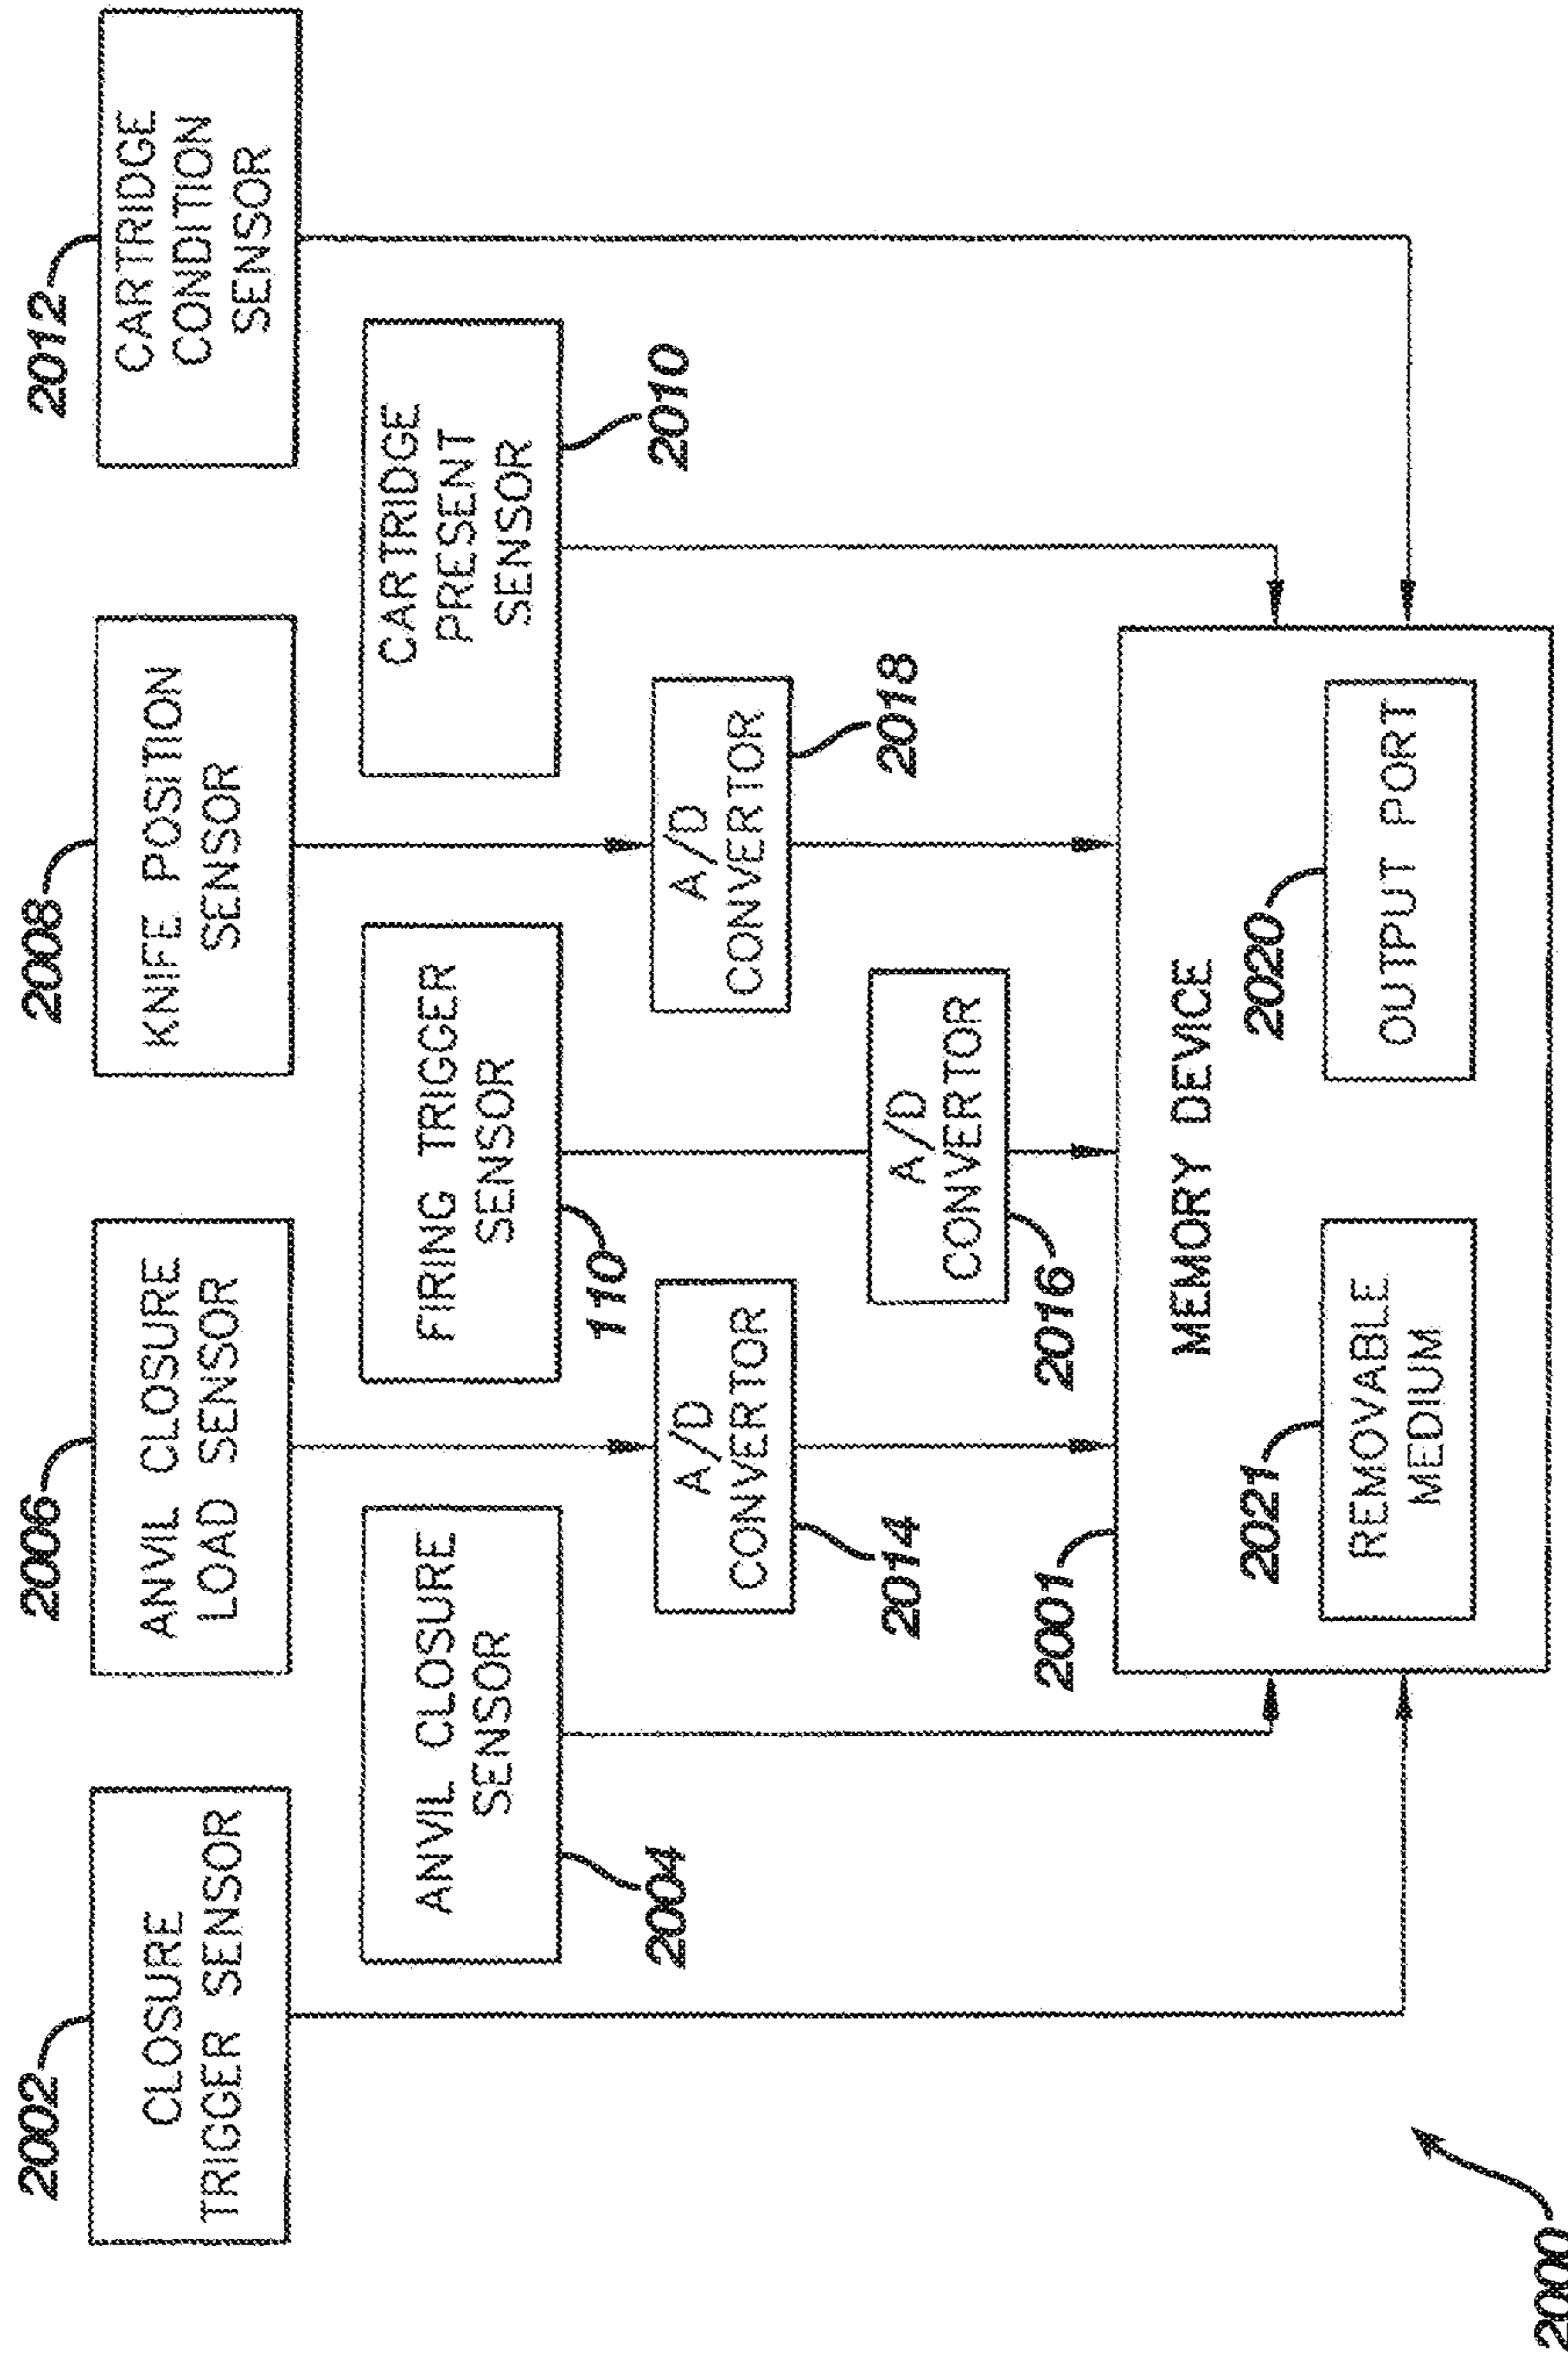 2002
CLOSURE
TRIGGER SENSOR
2006
ANVIL CLOSURE
LOAD SENSOR
2008
KNIFE POSITION
SENSOR
2012
CARTRIDGE
CONDITION
SENSOR
ANVIL CLOSURE
SENSOR
2004
FIRING TRIGGER
SENSOR
110
CARTRIDGE
PRESENT
SENSOR
2010
A/D
CONVERTOR
2014
A/D
CONVERTOR
2018
A/D
CONVERTOR
2016
2001
MEMORY DEVICE
2021
REMOVABLE
MEDIUM
2020
OUTPUT PORT
2000